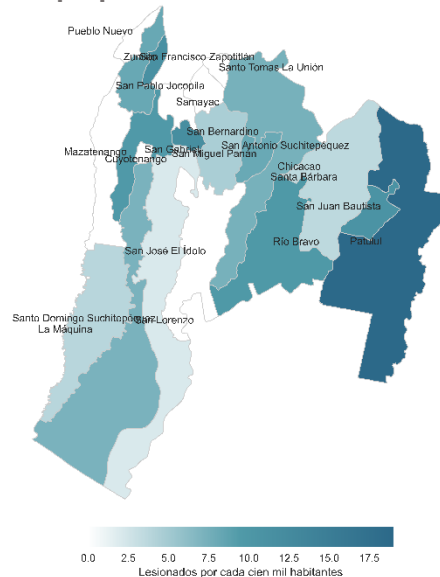 Pueblo Nuevo
Zunilito
San Francisco Zapotitlán
Santo Tomas La Unión
San Pablo Jocopila
Samayac
San Bernardino
Mazatenango
San Gabriel
San Antonio Suchitepéquez
Cuyotenango
San Miguel Panán
Chicacao
Santa Bárbara
San Juan Bautista
San José El Ídolo
Río Bravo
Patulul
Santo Domingo Suchitepéquez
San Lorenzo
La Máquina
0.0 2.5 5.0 7.5 10.0 12.5 15.0 17.5
Lesionados por cada cien mil habitantes